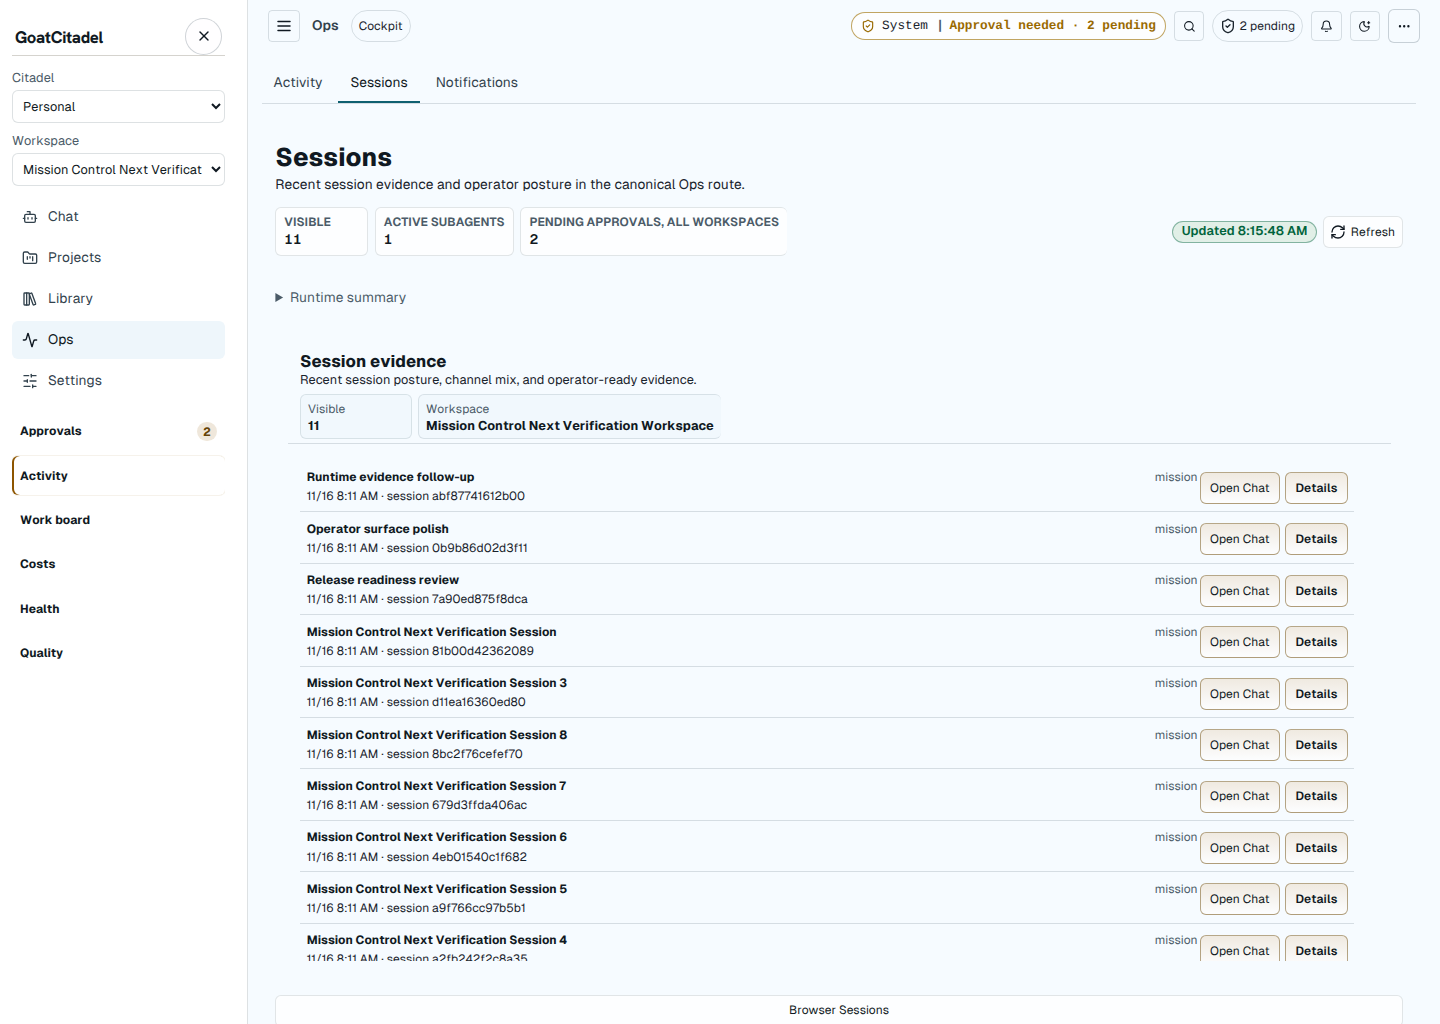 GoatCitadel
Citadel
Personal
Workspace
Mission Control Next Verificat
Chat
Projects
Library
Ops
Settings
Approvals 2
Activity
Work board
Costs
Health
Quality
Ops Cockpit
System | Approval needed · 2 pending
2 pending
Activity Sessions Notifications
Sessions
Recent session evidence and operator posture in the canonical Ops route.
VISIBLE
11
ACTIVE SUBAGENTS
1
PENDING APPROVALS, ALL WORKSPACES
2
Updated 8:15:48 AM
Refresh
Runtime summary
Session evidence
Recent session posture, channel mix, and operator-ready evidence.
Visible
11
Workspace
Mission Control Next Verification Workspace
Runtime evidence follow-up
11/16 8:11 AM · session abf87741612b00
mission Open Chat Details
Operator surface polish
11/16 8:11 AM · session 0b9b86d02d3f11
mission Open Chat Details
Release readiness review
11/16 8:11 AM · session 7a90ed875f8dca
mission Open Chat Details
Mission Control Next Verification Session
11/16 8:11 AM · session 81b00d42362089
mission Open Chat Details
Mission Control Next Verification Session 3
11/16 8:11 AM · session d11ea16360ed80
mission Open Chat Details
Mission Control Next Verification Session 8
11/16 8:11 AM · session 8bc2f76cefef70
mission Open Chat Details
Mission Control Next Verification Session 7
11/16 8:11 AM · session 679d3ffda406ac
mission Open Chat Details
Mission Control Next Verification Session 6
11/16 8:11 AM · session 4eb01540c1f682
mission Open Chat Details
Mission Control Next Verification Session 5
11/16 8:11 AM · session a9f766cc97b5b1
mission Open Chat Details
Mission Control Next Verification Session 4
11/16 8:11 AM · session a2fb242f2c8a35
mission Open Chat Details
Browser Sessions